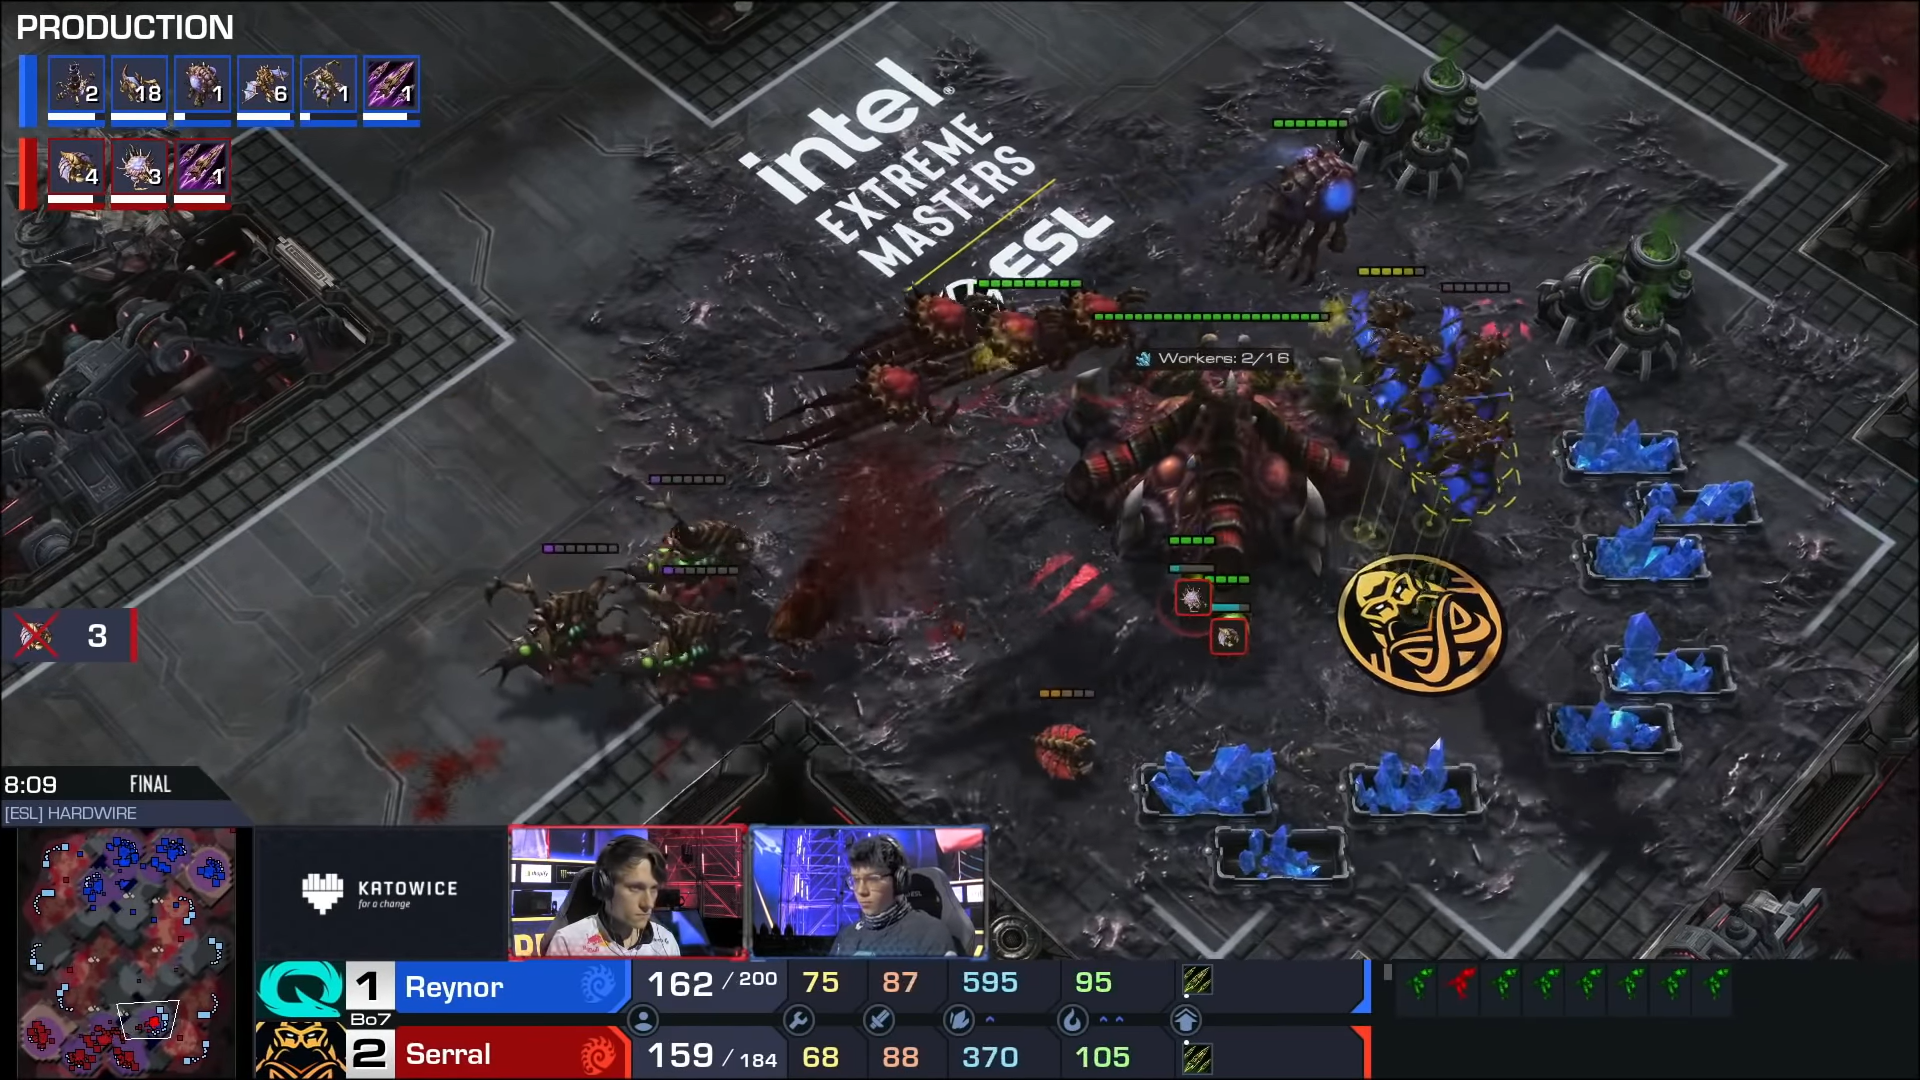 PRODUCTION
2 18 1 6 1 1
4 3 1
intel
EXTREME
MASTERS
ESL
Workers: 2/16
3
8:09 FINAL
[ESL] HARDWIRE
KATOWICE
for a change
1 Reynor 162 / 200 75 87 595 95
Bo7
2 Serral 159 / 184 68 88 370 105